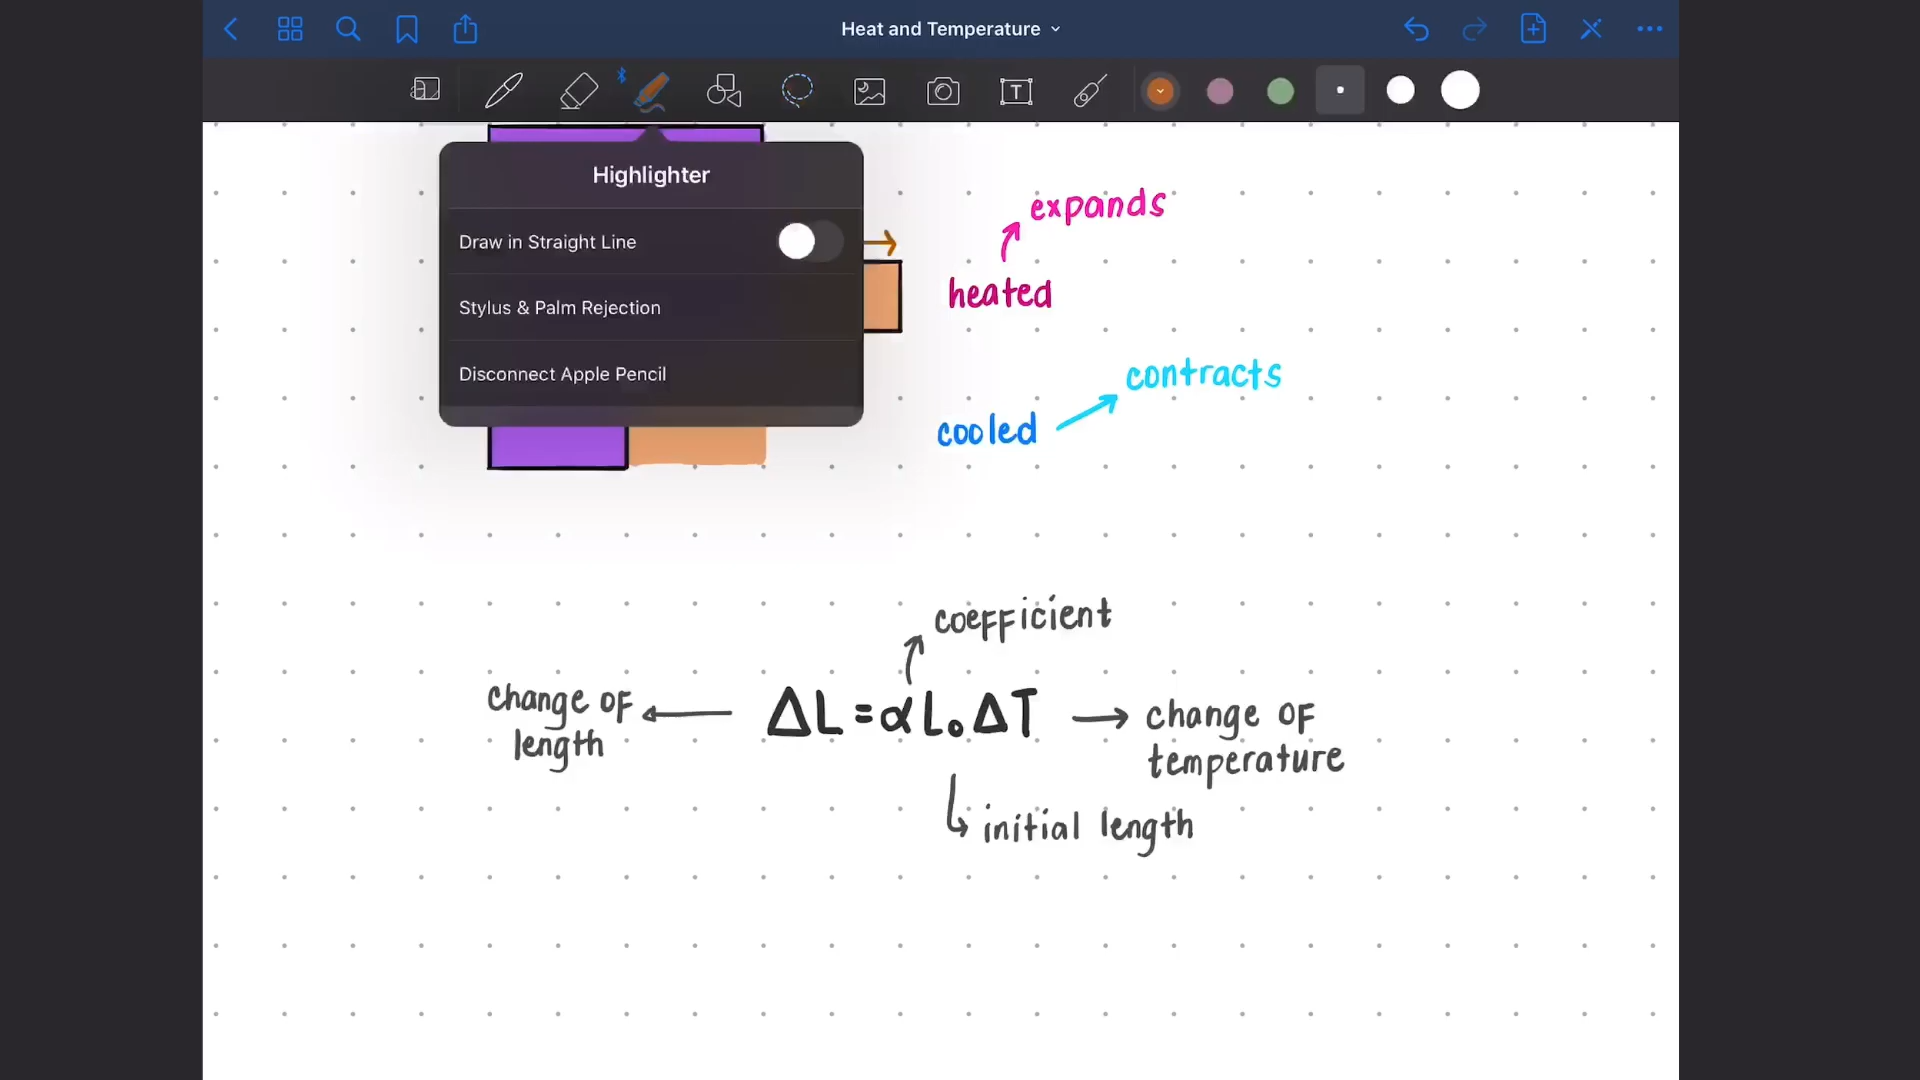 Heat and Temperature
T
Highlighter
Draw in Straight Line
Stylus & Palm Rejection
Disconnect Apple Pencil
expands
heated
contracts
cooled
coefficient
change of
length
ΔL = αL₀ΔT
change of
temperature
initial length